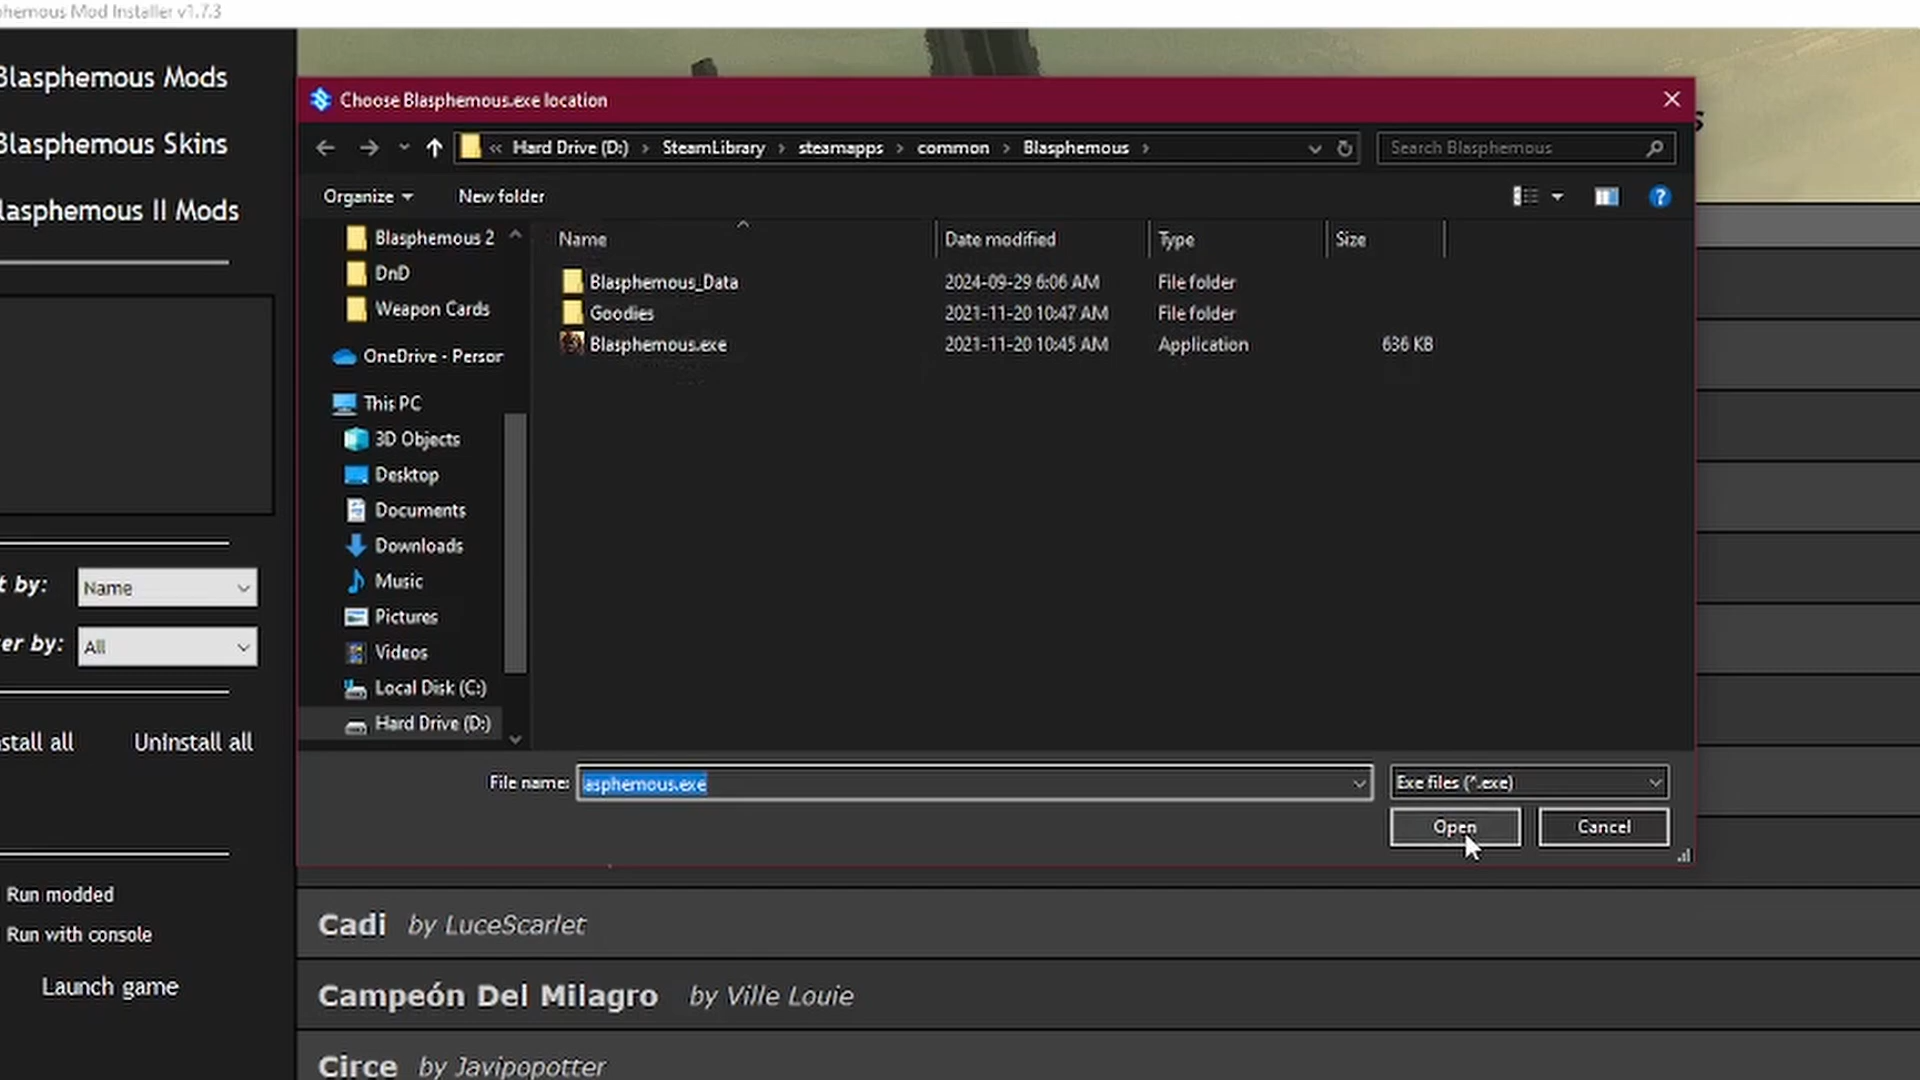 phemous Mod Installer v1.7.3
Blasphemous Mods
Blasphemous Skins
lasphemous II Mods
t by: Name
er by: All
stall all Uninstall all
Run modded
Run with console
Launch game
Choose Blasphemous.exe location
« Hard Drive (D:) › SteamLibrary › steamapps › common › Blasphemous ›
Search Blasphemous
Organize New folder
Blasphemous 2
DnD
Weapon Cards
OneDrive - Person
This PC
3D Objects
Desktop
Documents
Downloads
Music
Pictures
Videos
Local Disk (C:)
Hard Drive (D:)
Name Date modified Type Size
Blasphemous_Data 2024-09-29 6:06 AM File folder
Goodies 2021-11-20 10:47 AM File folder
Blasphemous.exe 2021-11-20 10:45 AM Application 636 KB
File name: asphemous.exe Exe files (*.exe)
Open Cancel
Cadi by LuceScarlet
Campeón Del Milagro by Ville Louie
Circe by Javipopotter